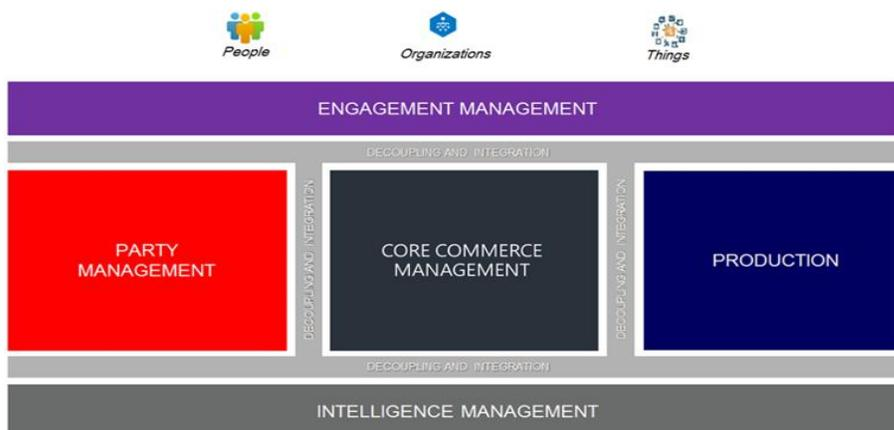 People
Organizations
Things
ENGAGEMENT MANAGEMENT
DECOUPLING AND INTEGRATION
PARTY
MANAGEMENT
DECOUPLING AND INTEGRATION
CORE COMMERCE
MANAGEMENT
DECOUPLING AND INTEGRATION
PRODUCTION
DECOUPLING AND INTEGRATION
INTELLIGENCE MANAGEMENT